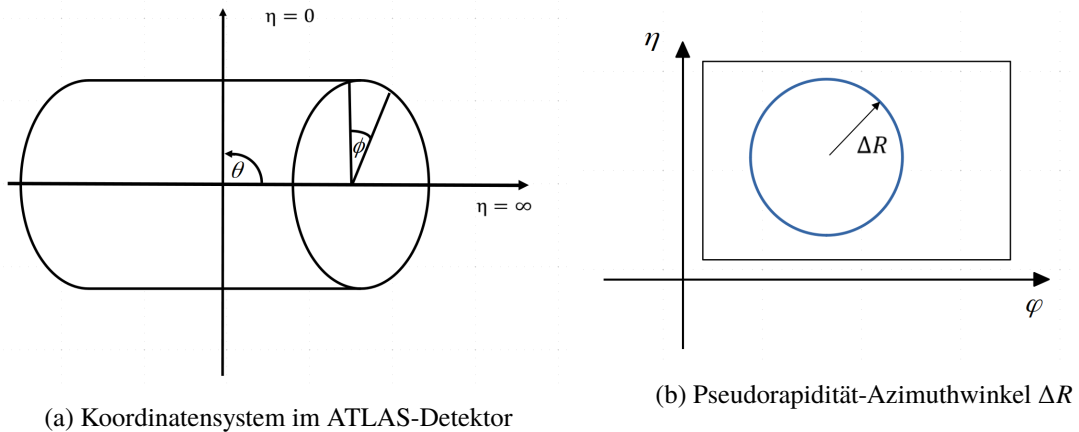 η = 0
ϕ
θ
η = ∞
(a) Koordinatensystem im ATLAS-Detektor
η
ΔR
φ
(b) Pseudorapidität-Azimuthwinkel ΔR